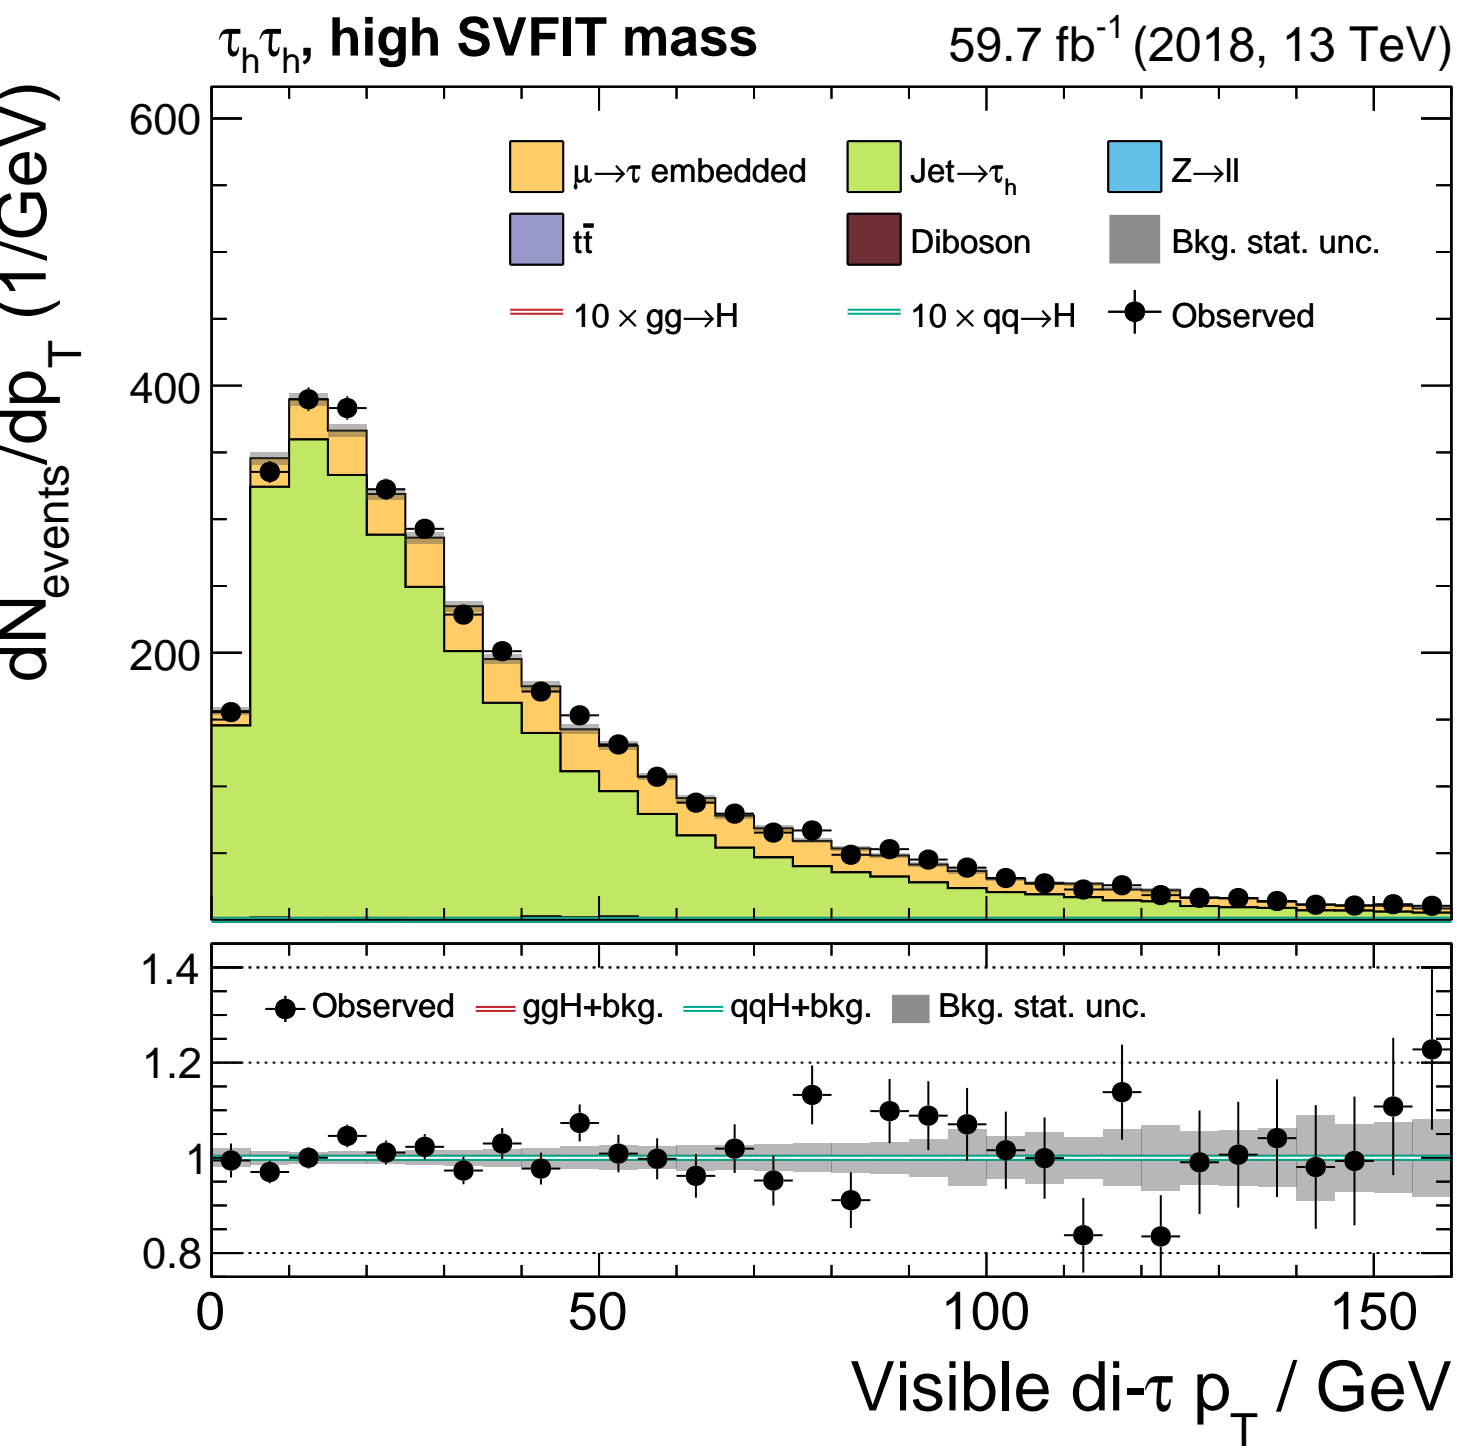 τhτh, high SVFIT mass 59.7 fb-1 (2018, 13 TeV)
dNevents/dpT (1/GeV)
600
400
200
μ→τ embedded Jet→τh Z→ll
tt̄ Diboson Bkg. stat. unc.
10 × gg→H 10 × qq→H Observed
1.4
1.2
1
0.8
Observed ggH+bkg. qqH+bkg. Bkg. stat. unc.
0 50 100 150
Visible di-τ pT / GeV